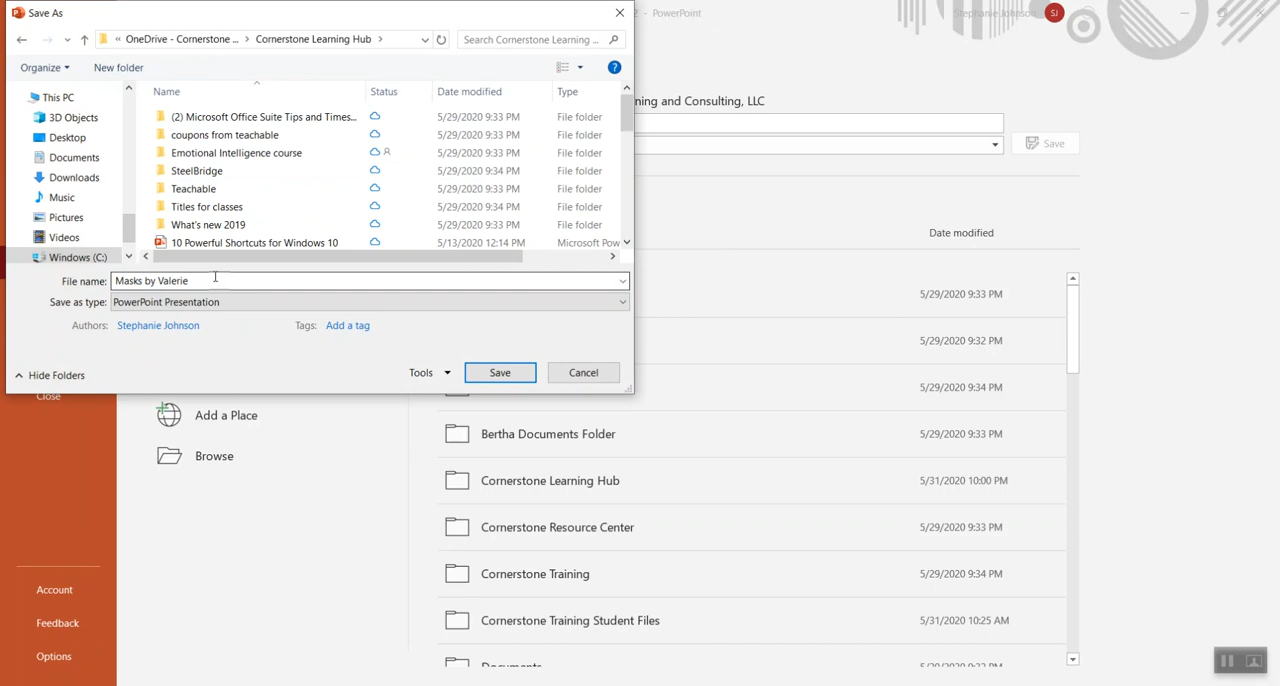 Save As
2 - PowerPoint
Stephanie Johnson SJ
« OneDrive - Cornerstone ... > Cornerstone Learning Hub >
Search Cornerstone Learning ...
Organize New folder ?
Name Status Date modified Type
This PC
3D Objects
Desktop
Documents
Downloads
Music
Pictures
Videos
Windows (C:)
(2) Microsoft Office Suite Tips and Times... 5/29/2020 9:33 PM File folder
coupons from teachable 5/29/2020 9:33 PM File folder
Emotional Intelligence course 5/29/2020 9:33 PM File folder
SteelBridge 5/29/2020 9:34 PM File folder
Teachable 5/29/2020 9:33 PM File folder
Titles for classes 5/29/2020 9:34 PM File folder
What's new 2019 5/29/2020 9:33 PM File folder
10 Powerful Shortcuts for Windows 10 5/13/2020 12:14 PM Microsoft Pow
File name: Masks by Valerie
Save as type: PowerPoint Presentation
Authors: Stephanie Johnson Tags: Add a tag
Hide Folders Tools Save Cancel
ning and Consulting, LLC
Save
Date modified
5/29/2020 9:33 PM
5/29/2020 9:32 PM
5/29/2020 9:34 PM
Close
Add a Place
Browse
Bertha Documents Folder 5/29/2020 9:33 PM
Cornerstone Learning Hub 5/31/2020 10:00 PM
Cornerstone Resource Center 5/29/2020 9:33 PM
Cornerstone Training 5/29/2020 9:34 PM
Cornerstone Training Student Files 5/31/2020 10:25 AM
Documents 5/29/2020 9:33 PM
Account
Feedback
Options